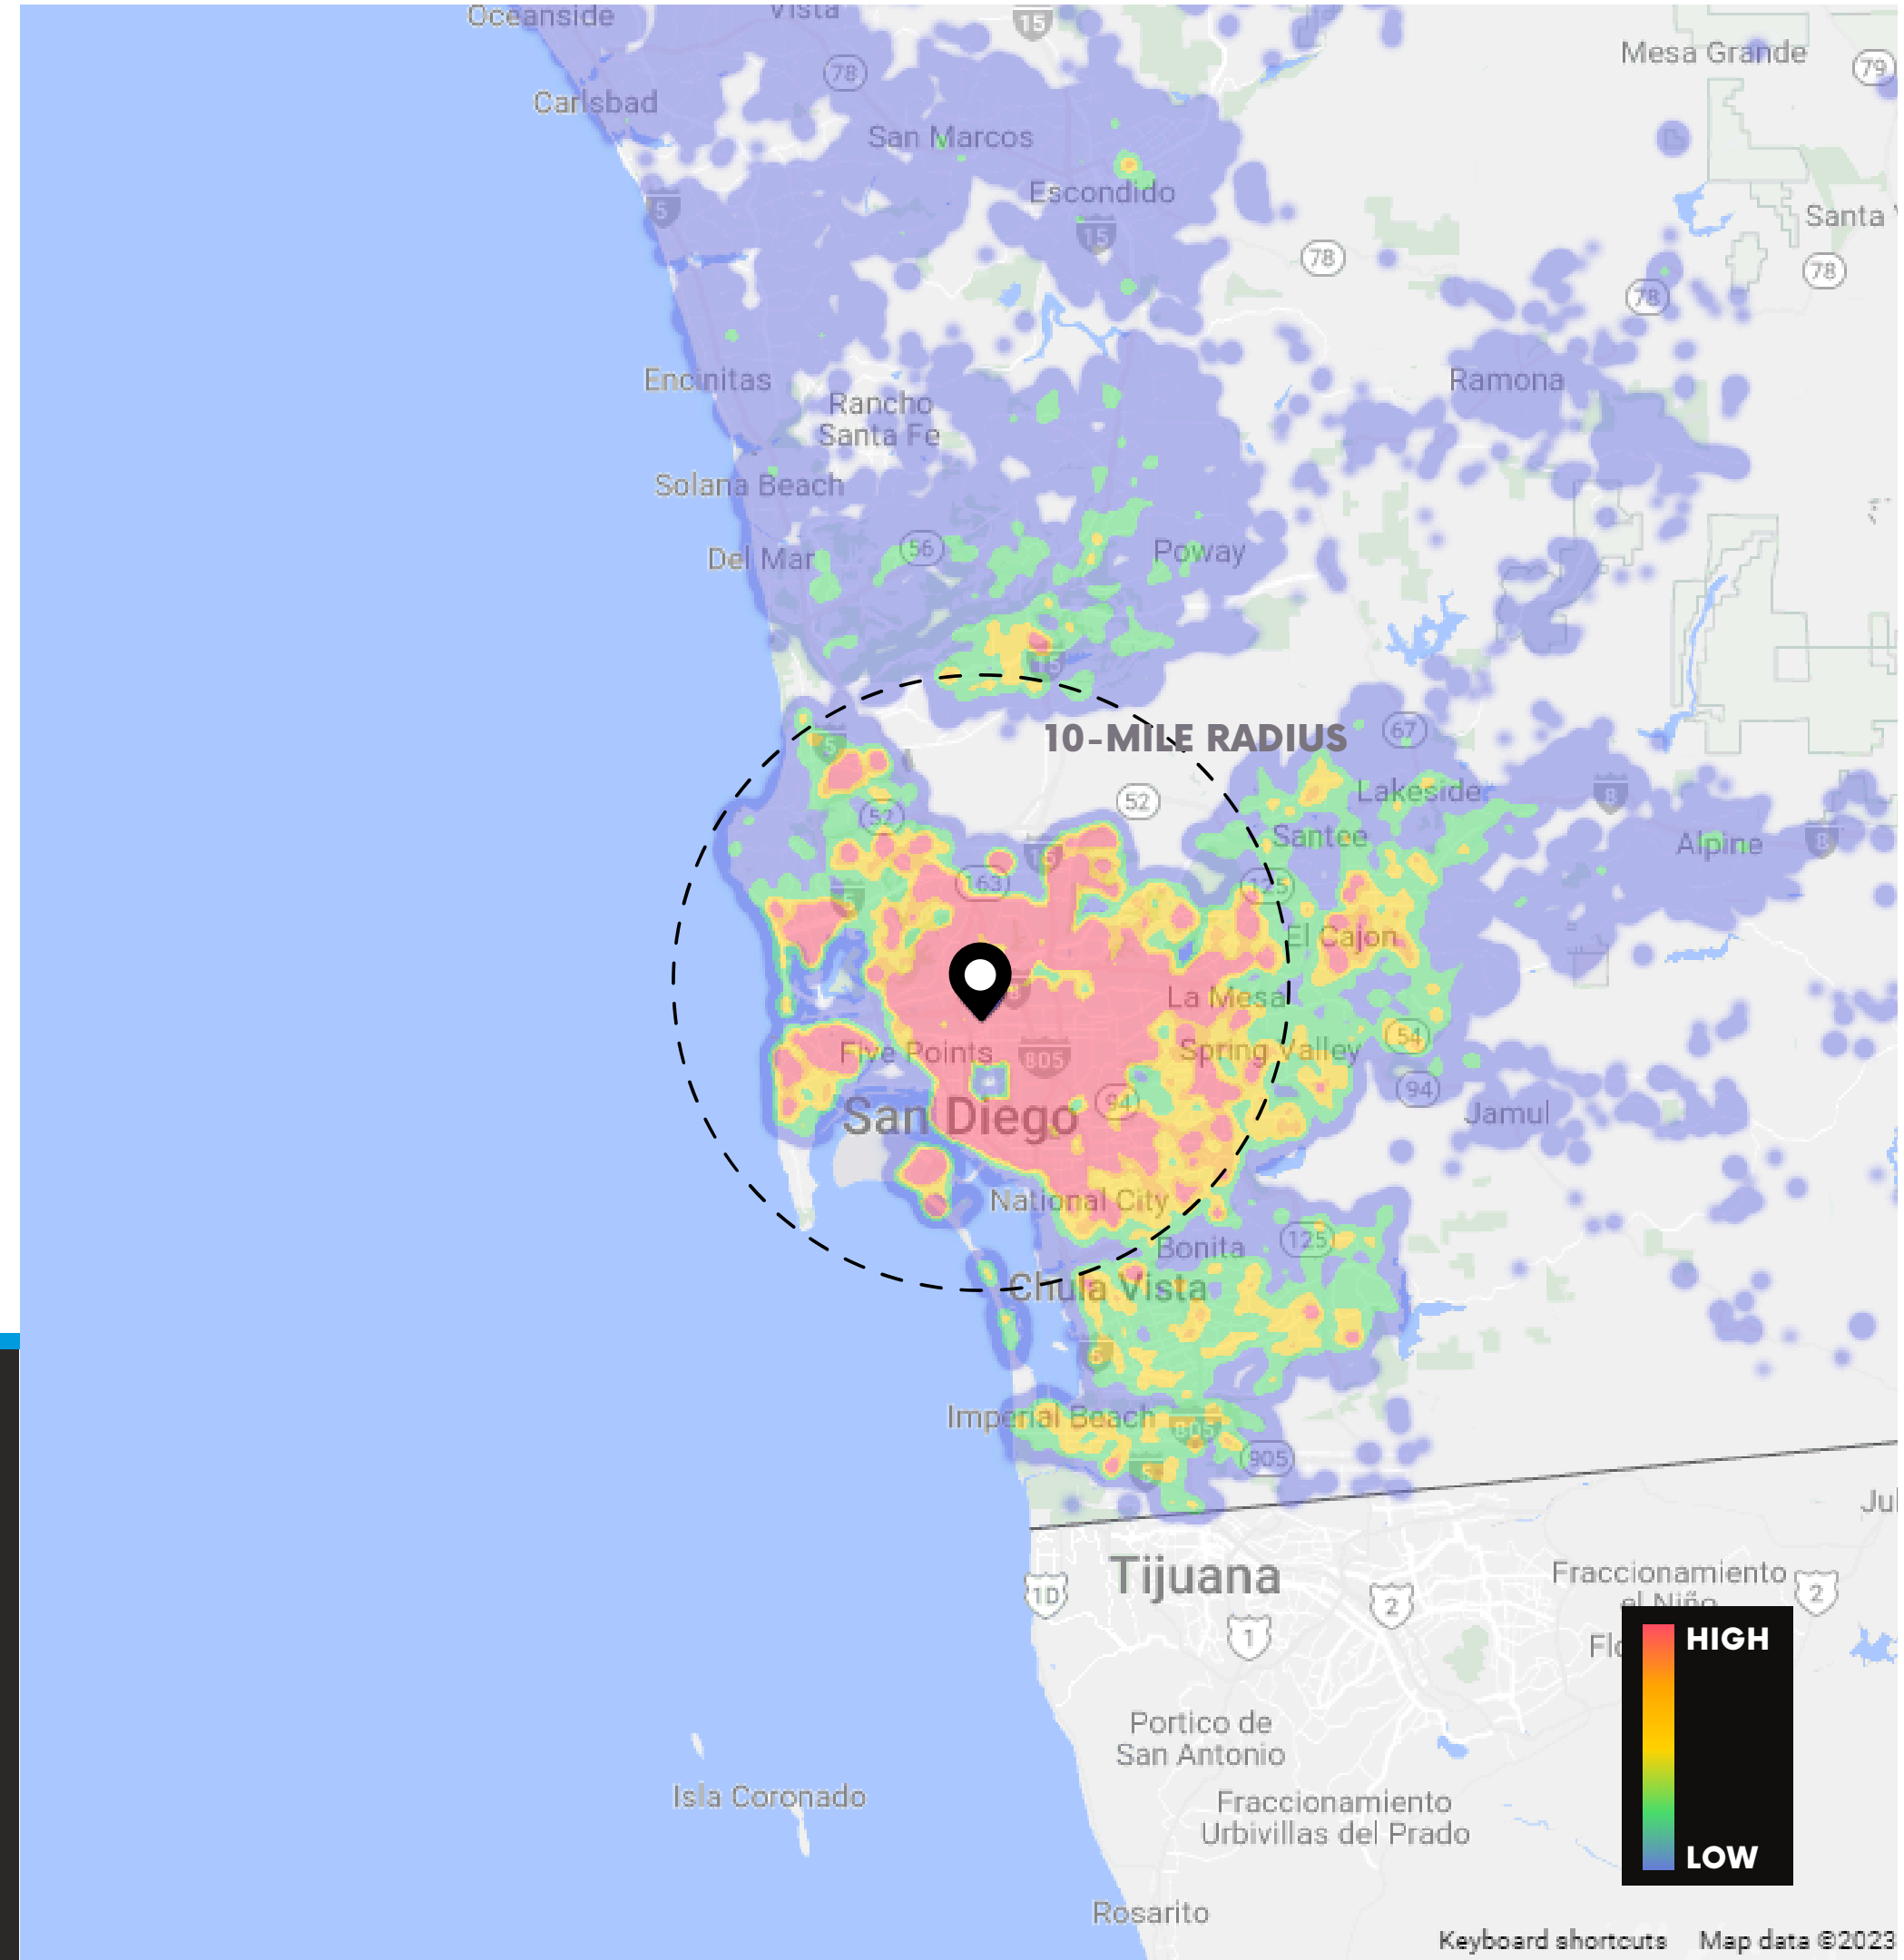 Oceanside
Vista
15
Mesa Grande
79
78
Carlsbad
San Marcos
Escondido
5
15
Santa
78
78
78
Encinitas
Rancho
Santa Fe
Ramona
Solana Beach
56
Del Mar
Poway
15
10-MILE RADIUS
67
5
52
52
Lakeside
8
Santee
Alpine
8
15
163
125
5
El Cajon
La Mesa
8
Five Points
805
Spring Valley
54
94
94
San Diego
Jamul
National City
Bonita
125
Chula Vista
5
Imperial Beach
805
905
5
Tijuana
1D
2
1
Fraccionamiento
el Niño
2
HIGH
LOW
Portico de
San Antonio
Isla Coronado
Fraccionamiento
Urbivillas del Prado
Rosarito
Keyboard shortcuts
Map data ©2023